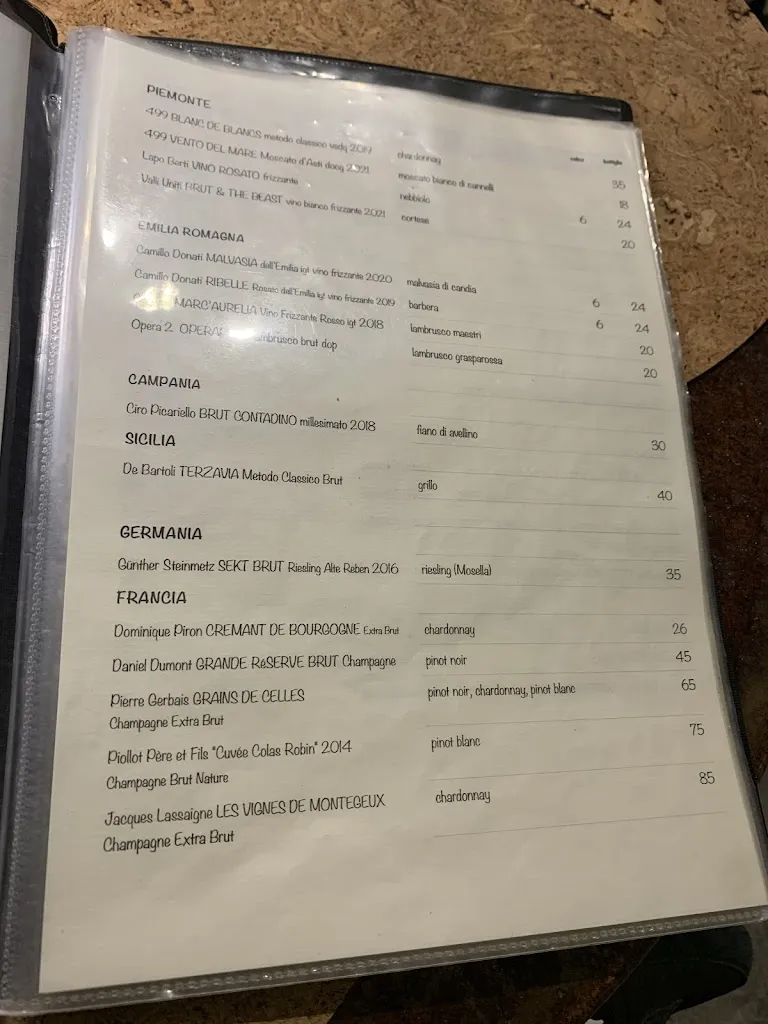 PIEMONTE
calice bottiglia
499 BLANC DE BLANCS metodo classico vsdq 2019 chardonnay 35
499 VENTO DEL MARE Moscato d'Asti docg 2021 moscato bianco di cannelli 18
Lapo Berti VINO ROSATO frizzante nebbiolo 6 24
Valli Unite BRUT & THE BEAST vino bianco frizzante 2021 cortese 20
EMILIA ROMAGNA
Camillo Donati MALVASIA dell'Emilia igt vino frizzante 2020 malvasia di candia 6 24
Camillo Donati RIBELLE Rosato dell'Emilia igt vino frizzante 2019 barbera 6 24
MARC'AURELIA Vino Frizzante Rosso igt 2018 lambrusco maestri 20
Opera 2 lambrusco brut dop lambrusco grasparossa 20
CAMPANIA
Ciro Picariello BRUT CONTADINO millesimato 2018 fiano di avellino 30
SICILIA
De Bartoli TERZAVIA Metodo Classico Brut grillo 40
GERMANIA
Günther Steinmetz SEKT BRUT Riesling Alte Reben 2016 riesling (Mosella) 35
FRANCIA
Dominique Piron CREMANT DE BOURGOGNE Extra Brut chardonnay 26
Daniel Dumont GRANDE RéSERVE BRUT Champagne pinot noir 45
Pierre Gerbais GRAINS DE CELLES pinot noir, chardonnay, pinot blanc 65
Champagne Extra Brut
Piollot Père et Fils "Cuvée Colas Robin" 2014 pinot blanc 75
Champagne Brut Nature
Jacques Lassaigne LES VIGNES DE MONTEGEUX chardonnay 85
Champagne Extra Brut